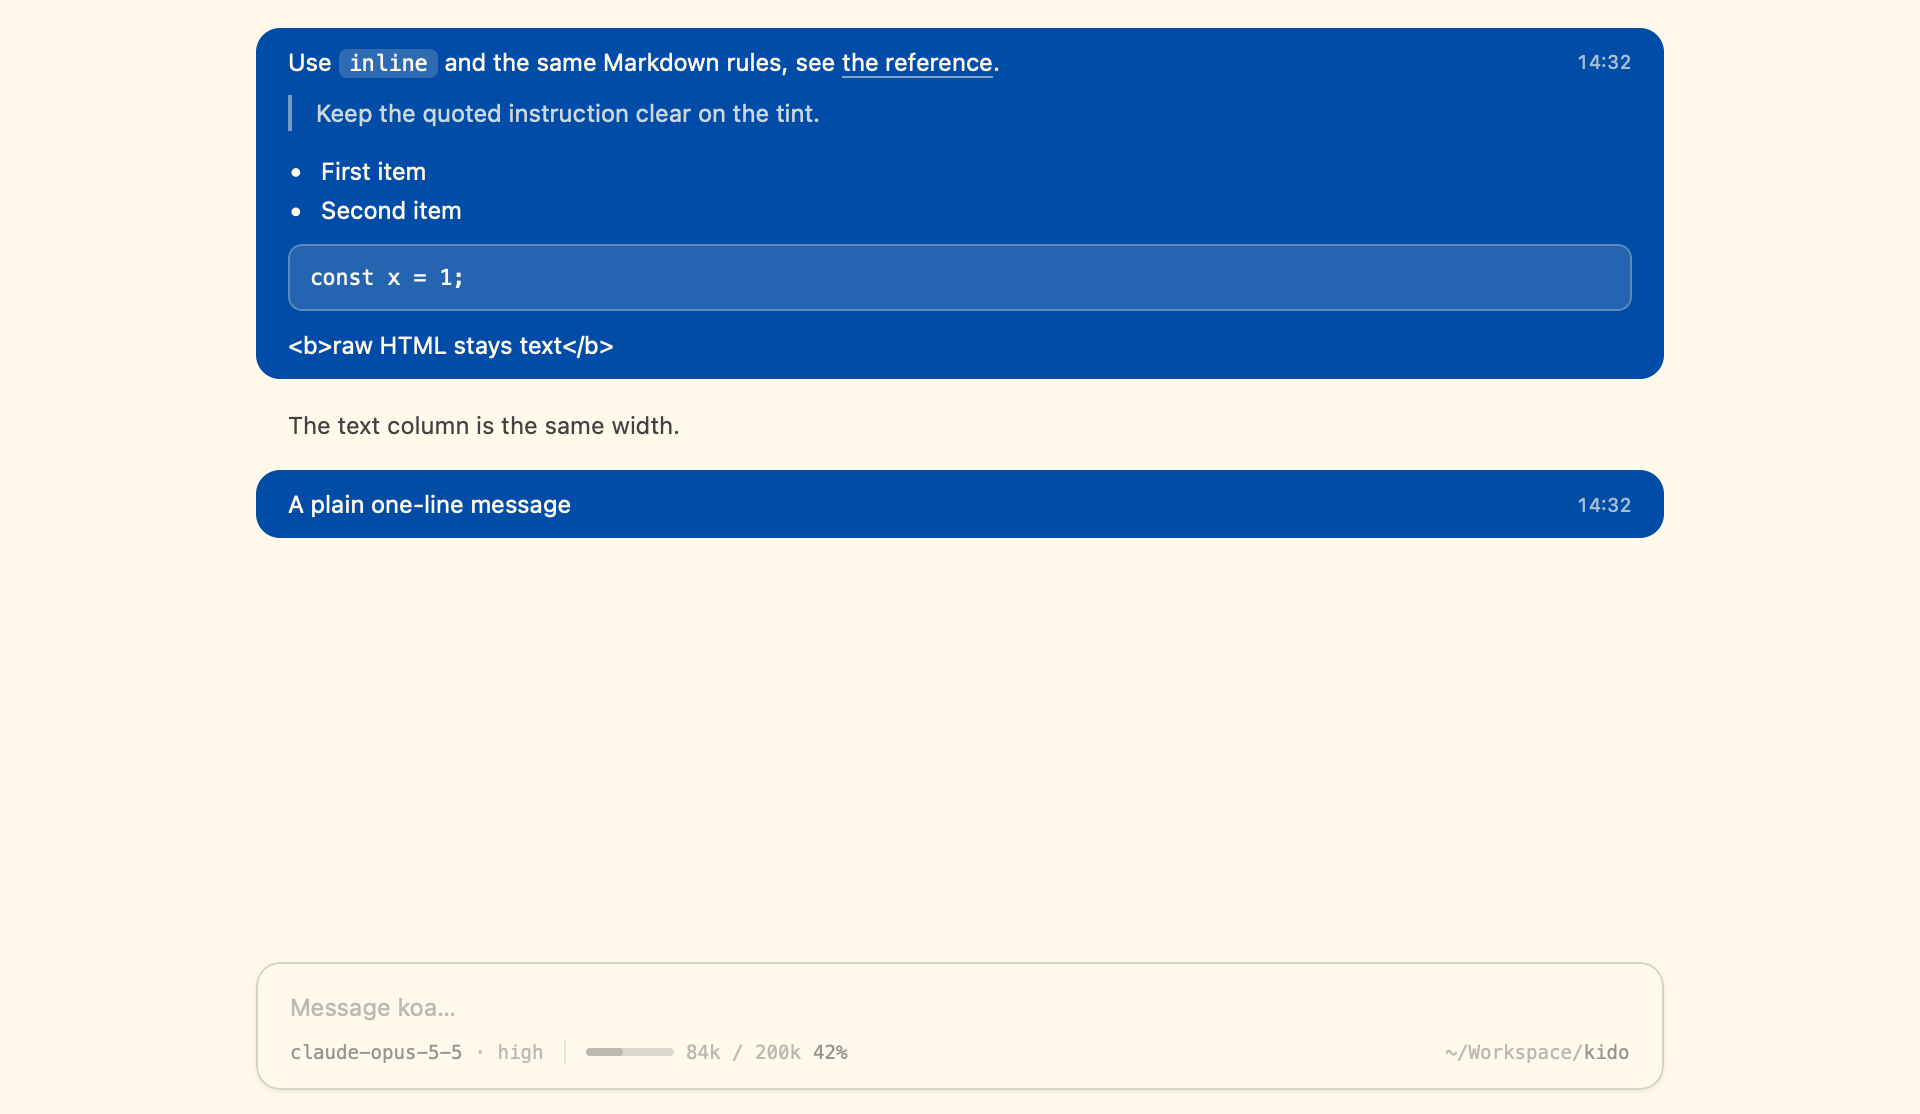 Use inline and the same Markdown rules, see the reference. 14:32
Keep the quoted instruction clear on the tint.
• First item
• Second item
const x = 1;
<b>raw HTML stays text</b>
The text column is the same width.
A plain one-line message 14:32
Message koa…
claude-opus-5-5 · high 84k / 200k 42% ~/Workspace/kido